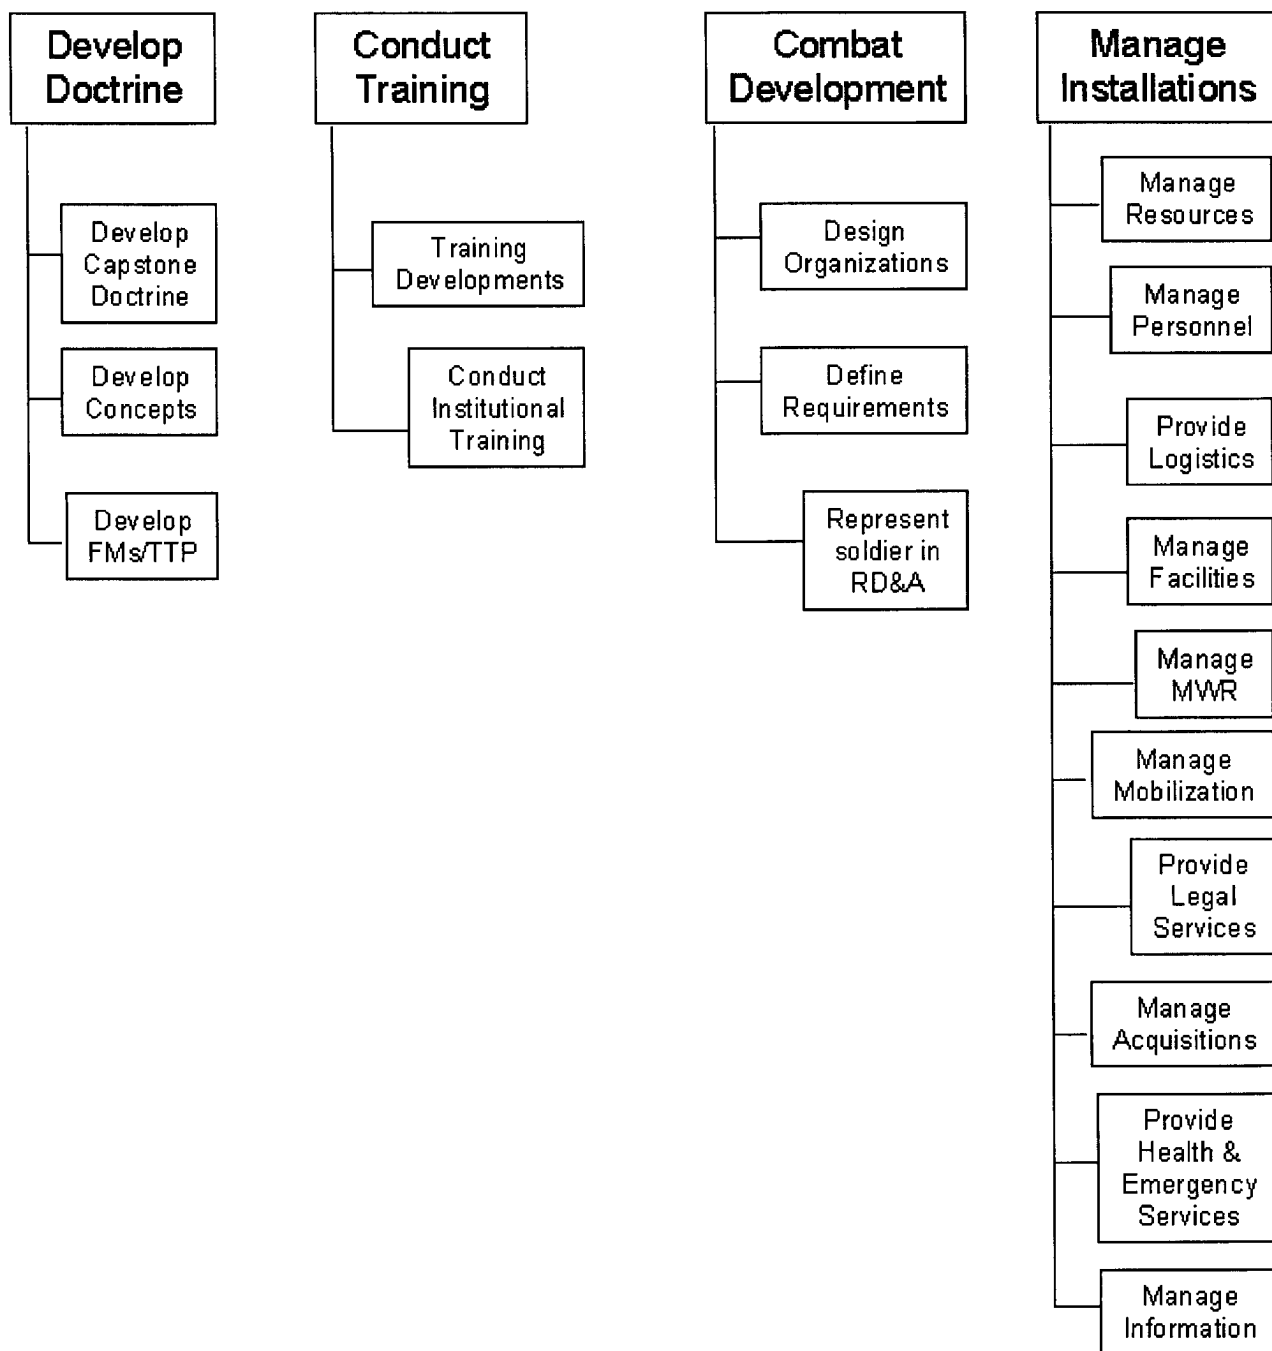 Develop
Doctrine
Develop
Capstone
Doctrine
Develop
Concepts
Develop
FMs/TTP
Conduct
Training
Training
Developments
Conduct
Institutional
Training
Combat
Development
Design
Organizations
Define
Requirements
Represent
soldier in
RD&A
Manage
Installations
Manage
Resources
Manage
Personnel
Provide
Logistics
Manage
Facilities
Manage
MWR
Manage
Mobilization
Provide
Legal
Services
Manage
Acquisitions
Provide
Health &
Emergency
Services
Manage
Information